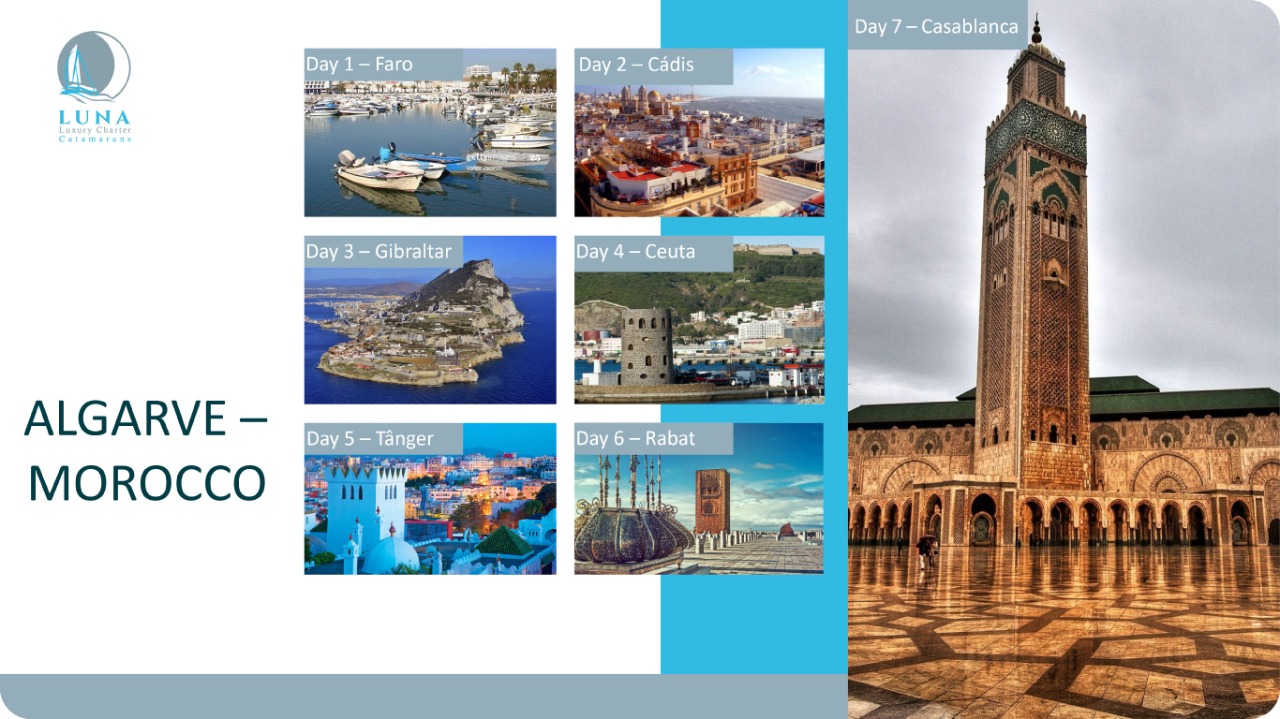 LUNA
Luxury Charter
Catamarans
ALGARVE –
MOROCCO
Day 1 – Faro
gettyimages
Day 2 – Cádis
Day 3 – Gibraltar
Day 4 – Ceuta
Day 5 – Tânger
Day 6 – Rabat
Day 7 – Casablanca